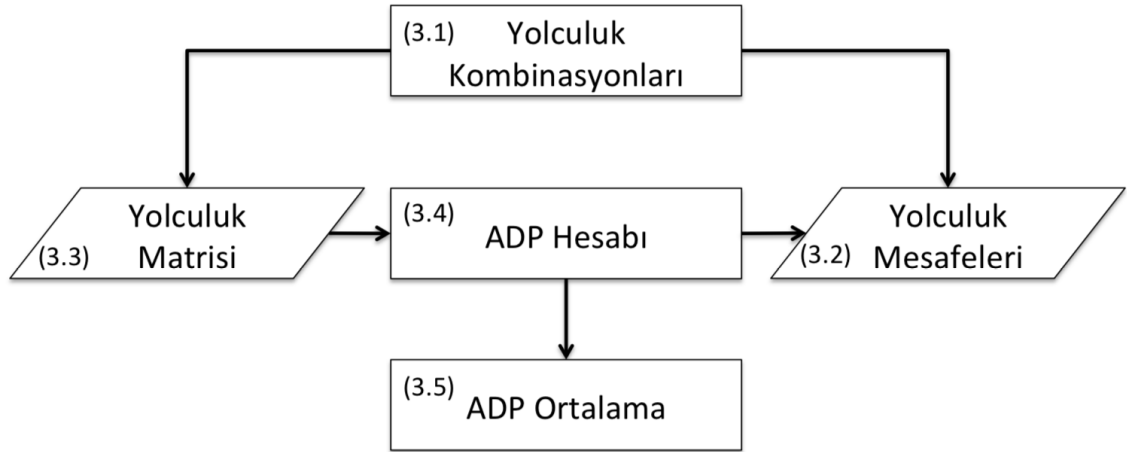 (3.1) Yolculuk
Kombinasyonları
Yolculuk
(3.3) Matrisi
(3.4)
ADP Hesabı
Yolculuk
(3.2) Mesafeleri
(3.5)
ADP Ortalama